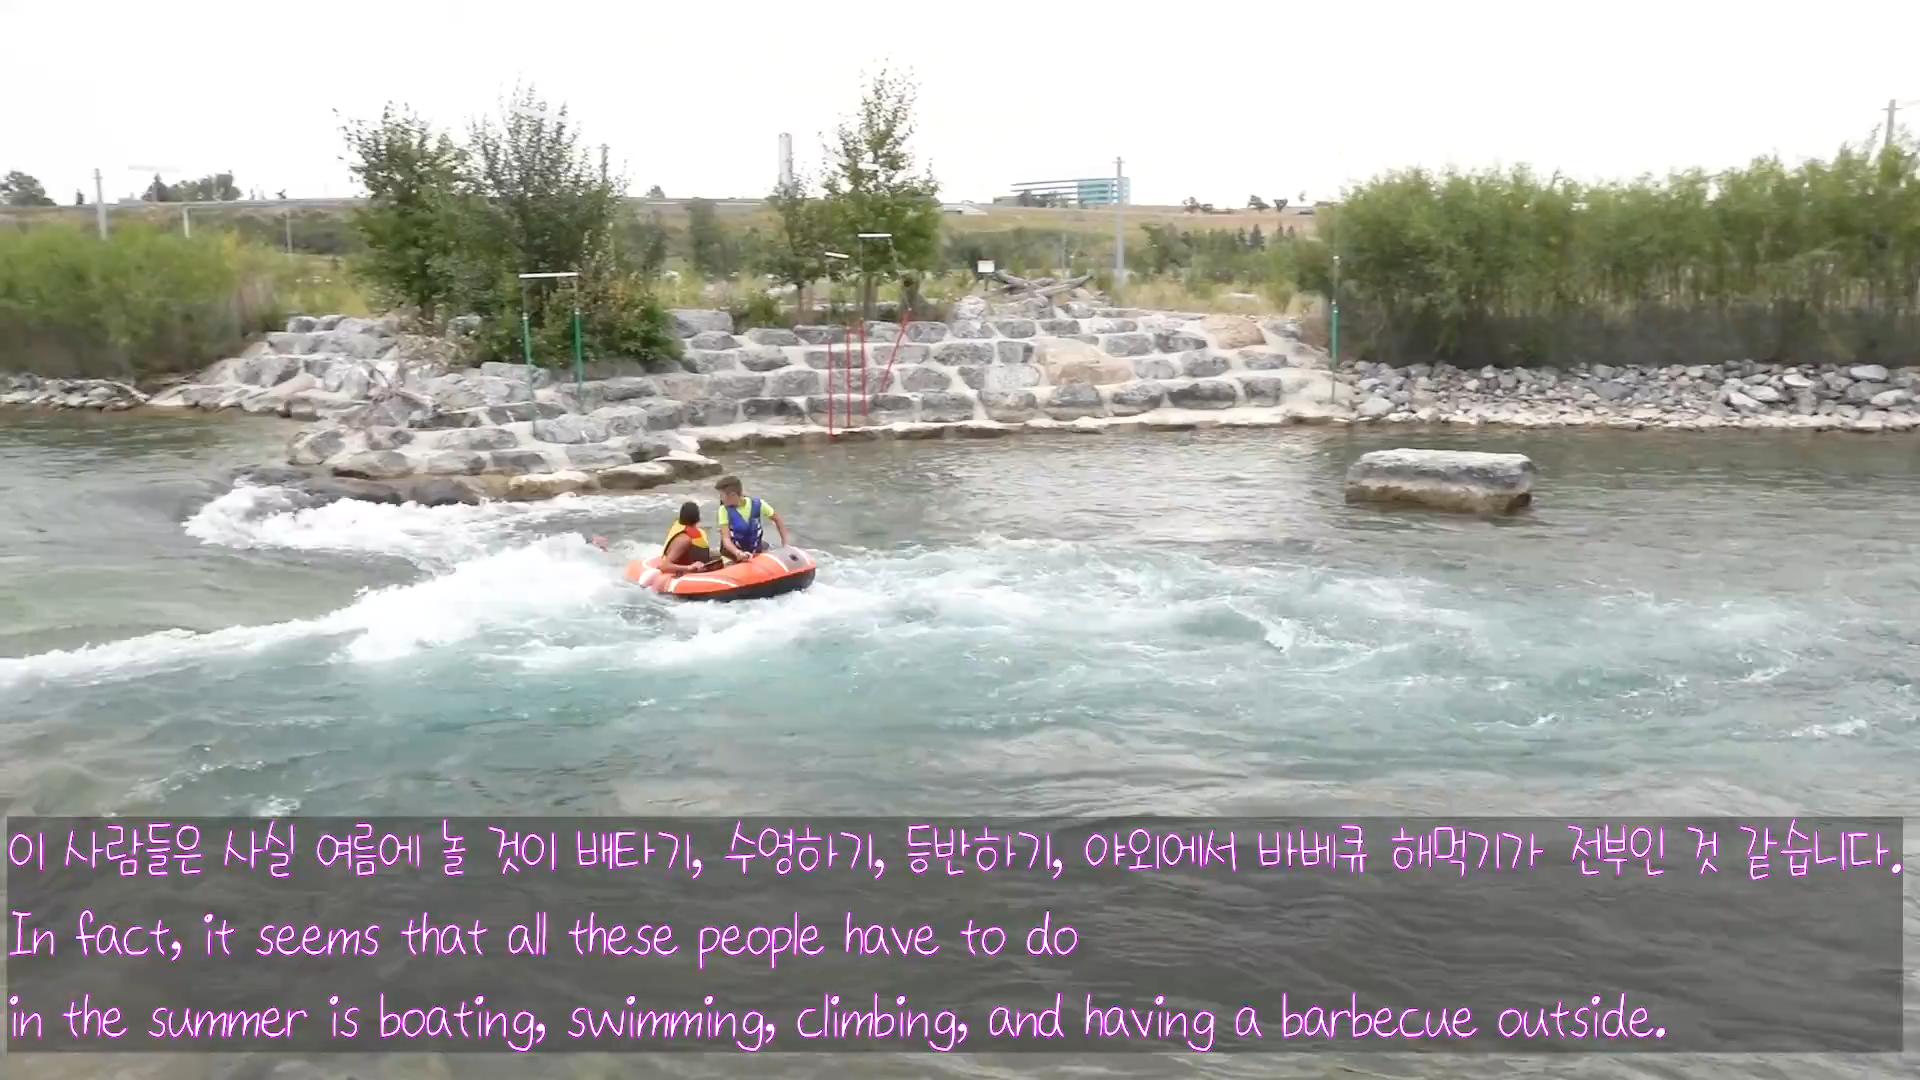 이 사람들은 사실 여름에 놀 것이 배타기, 수영하기, 등반하기, 야외에서 바베큐 해먹기가 전부인 것 같습니다.
In fact, it seems that all these people have to do
in the summer is boating, swimming, climbing, and having a barbecue outside.